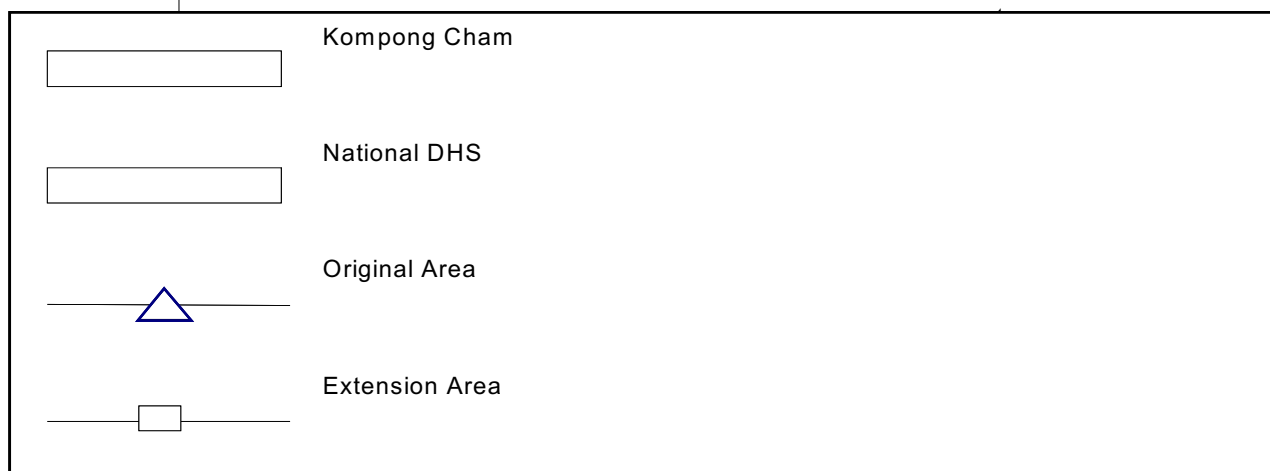 Kompong Cham
National DHS
Original Area
Extension Area